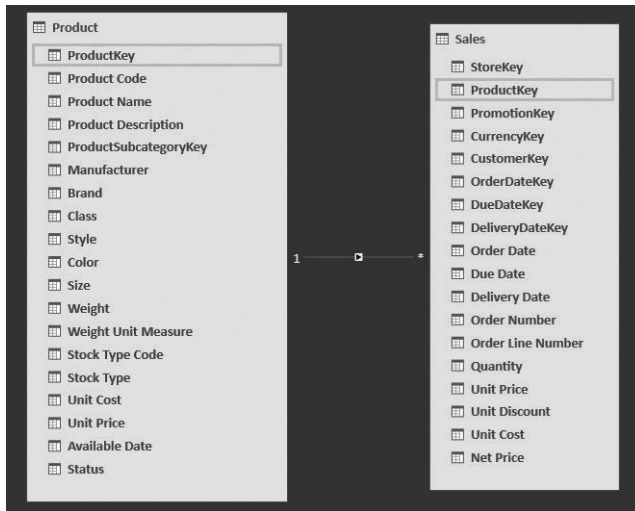 Product
ProductKey
Product Code
Product Name
Product Description
ProductSubcategoryKey
Manufacturer
Brand
Class
Style
Color
Size
Weight
Weight Unit Measure
Stock Type Code
Stock Type
Unit Cost
Unit Price
Available Date
Status
1
*
Sales
StoreKey
ProductKey
PromotionKey
CurrencyKey
CustomerKey
OrderDateKey
DueDateKey
DeliveryDateKey
Order Date
Due Date
Delivery Date
Order Number
Order Line Number
Quantity
Unit Price
Unit Discount
Unit Cost
Net Price